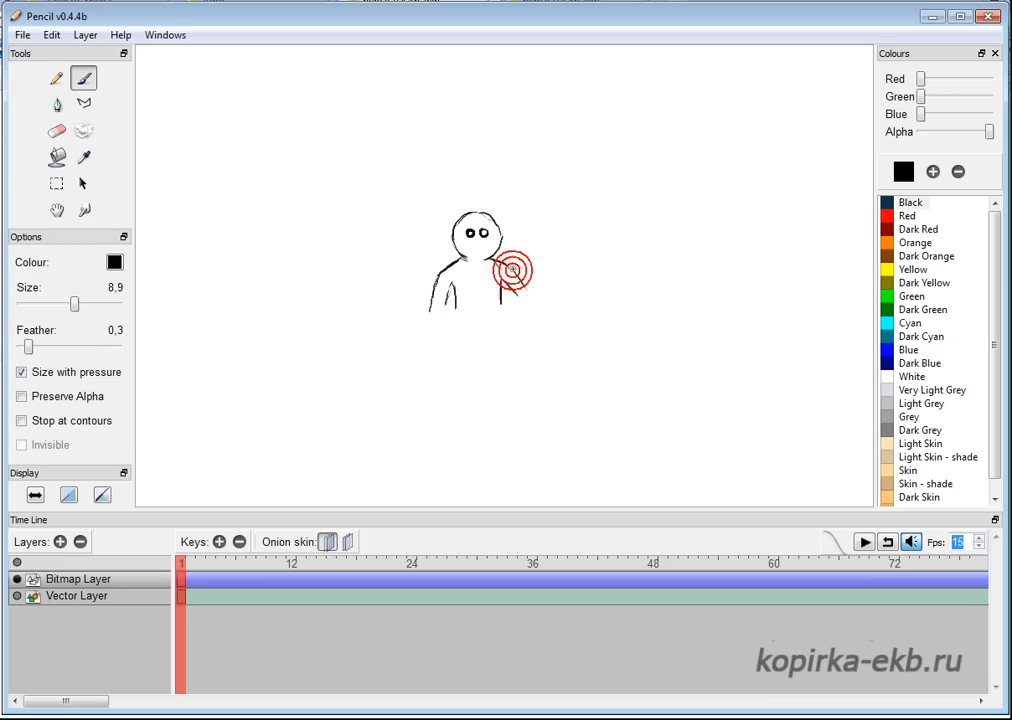 Pencil v0.4.4b
File Edit Layer Help Windows
Tools
Options
Colour:
Size: 8,9
Feather: 0,3
Size with pressure
Preserve Alpha
Stop at contours
Invisible
Display
Colours
Red
Green
Blue
Alpha
Black
Red
Dark Red
Orange
Dark Orange
Yellow
Dark Yellow
Green
Dark Green
Cyan
Dark Cyan
Blue
Dark Blue
White
Very Light Grey
Light Grey
Grey
Dark Grey
Light Skin
Light Skin - shade
Skin
Skin - shade
Dark Skin
Time Line
Layers: Keys: Onion skin: Fps: 15
1 12 24 36 48 60 72
Bitmap Layer
Vector Layer
kopirka-ekb.ru